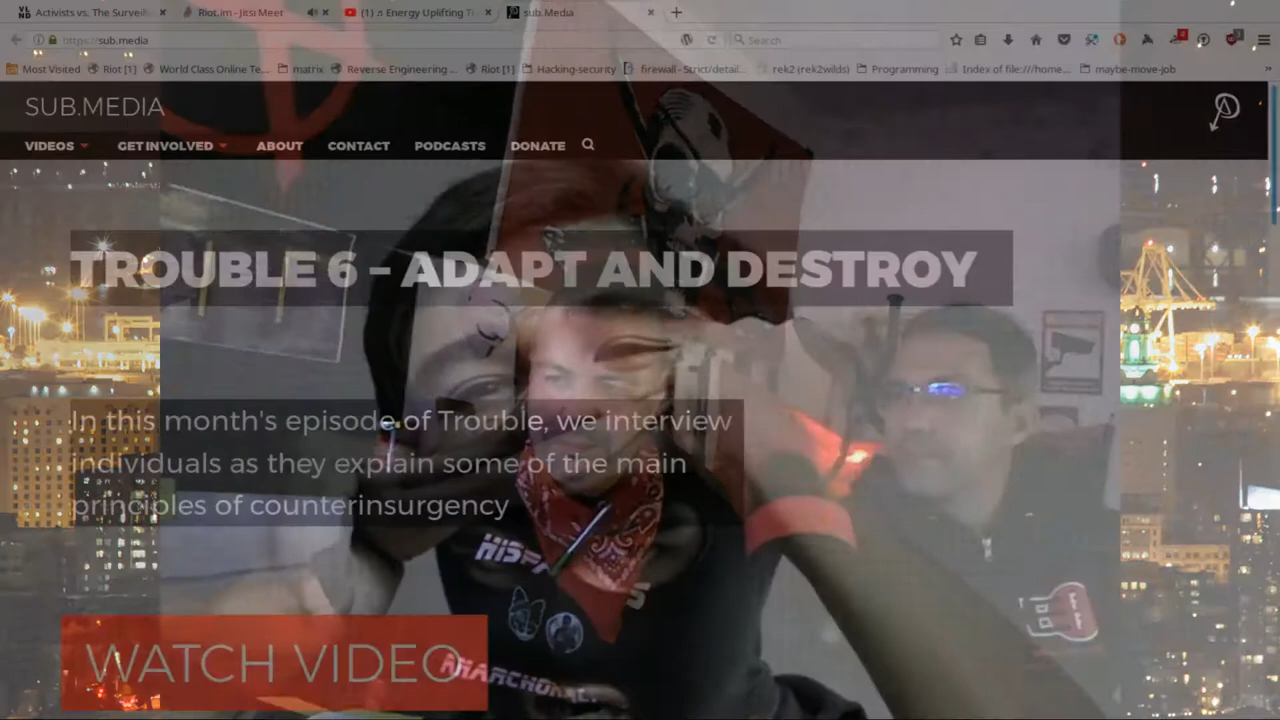 Activists vs. The Surveil
Riot.im - Jitsi Meet
(1) ♫ Energy Uplifting T
sub.Media
https://sub.media
Search
Most Visited
Riot [1]
World Class Online Te...
matrix
Reverse Engineering ...
Riot [1]
Hacking-security
firewall - Strict/detail...
rek2 (rek2wilds)
Programming
Index of file:///home...
maybe-move-job
SUB.MEDIA
VIDEOS
GET INVOLVED
ABOUT
CONTACT
PODCASTS
DONATE
TROUBLE 6 – ADAPT AND DESTROY
In this month's episode of Trouble, we interview
individuals as they explain some of the main
principles of counterinsurgency
WATCH VIDEO